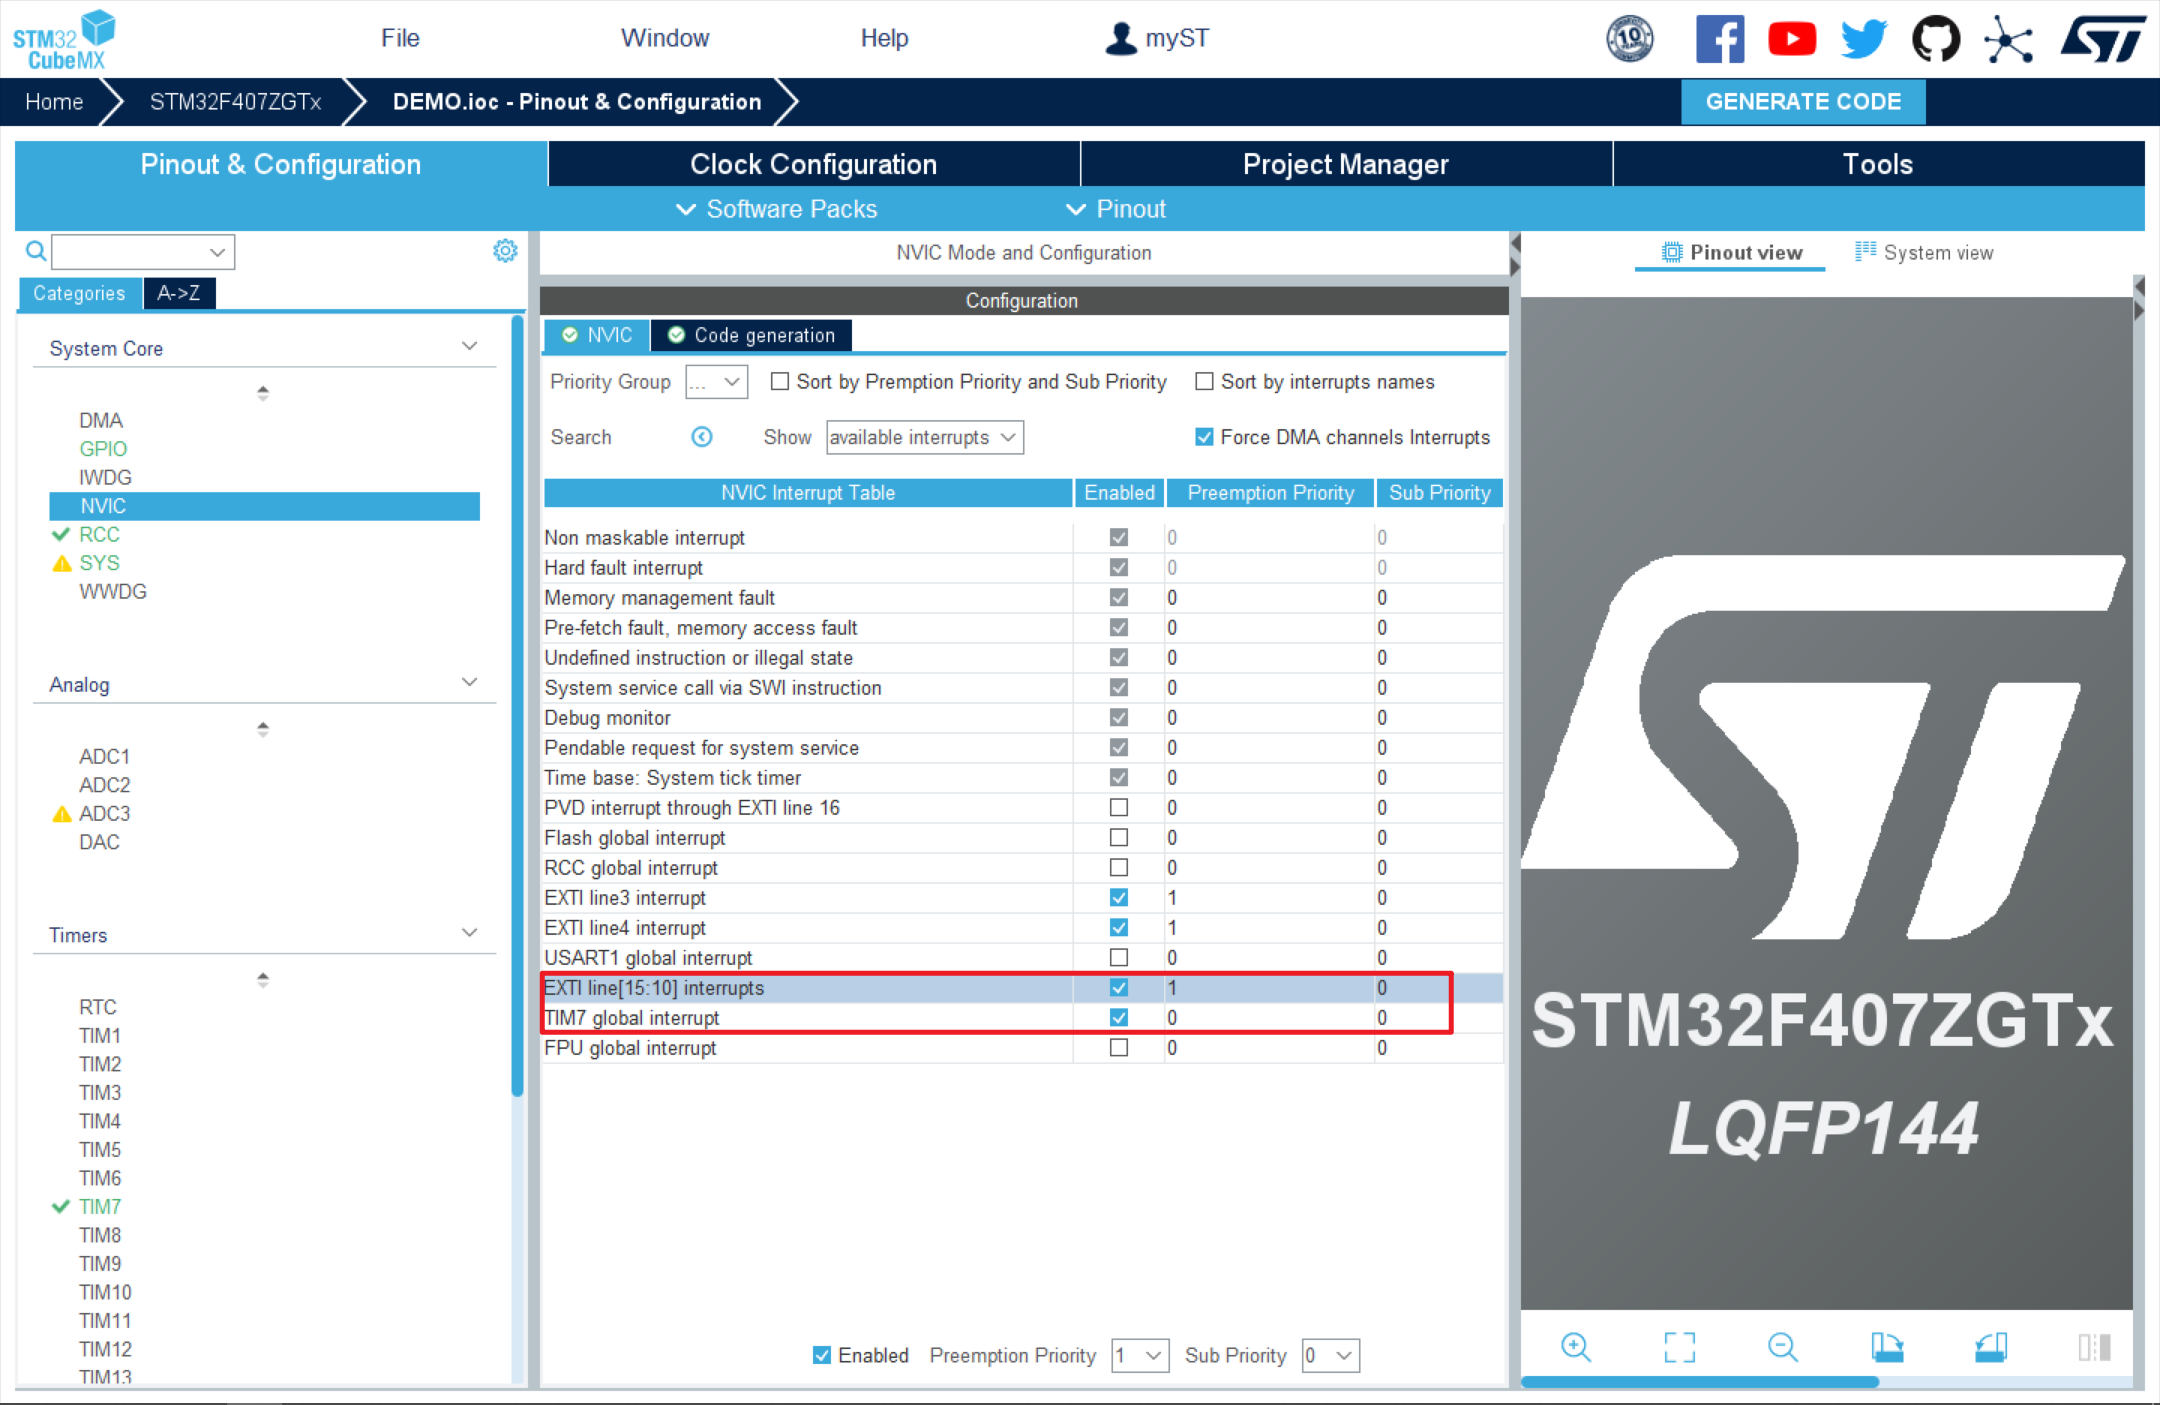 STM32
CubeMX
File Window Help myST
10
Home STM32F407ZGTx DEMO.ioc - Pinout & Configuration GENERATE CODE
Pinout & Configuration Clock Configuration Project Manager Tools
Software Packs Pinout
NVIC Mode and Configuration
Pinout view System view
Categories A->Z
Configuration
System Core
DMA
GPIO
IWDG
NVIC
RCC
SYS
WWDG
Analog
ADC1
ADC2
ADC3
DAC
Timers
RTC
TIM1
TIM2
TIM3
TIM4
TIM5
TIM6
TIM7
TIM8
TIM9
TIM10
TIM11
TIM12
TIM13
NVIC Code generation
Priority Group ... Sort by Premption Priority and Sub Priority Sort by interrupts names
Search Show available interrupts Force DMA channels Interrupts
NVIC Interrupt Table Enabled Preemption Priority Sub Priority
Non maskable interrupt 0 0
Hard fault interrupt 0 0
Memory management fault 0 0
Pre-fetch fault, memory access fault 0 0
Undefined instruction or illegal state 0 0
System service call via SWI instruction 0 0
Debug monitor 0 0
Pendable request for system service 0 0
Time base: System tick timer 0 0
PVD interrupt through EXTI line 16 0 0
Flash global interrupt 0 0
RCC global interrupt 0 0
EXTI line3 interrupt 1 0
EXTI line4 interrupt 1 0
USART1 global interrupt 0 0
EXTI line[15:10] interrupts 1 0
TIM7 global interrupt 0 0
FPU global interrupt 0 0
Enabled Preemption Priority 1 Sub Priority 0
ST
STM32F407ZGTx
LQFP144